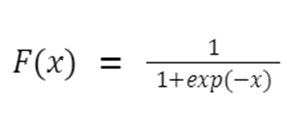 F(x) = 1 / 1+exp(−x)